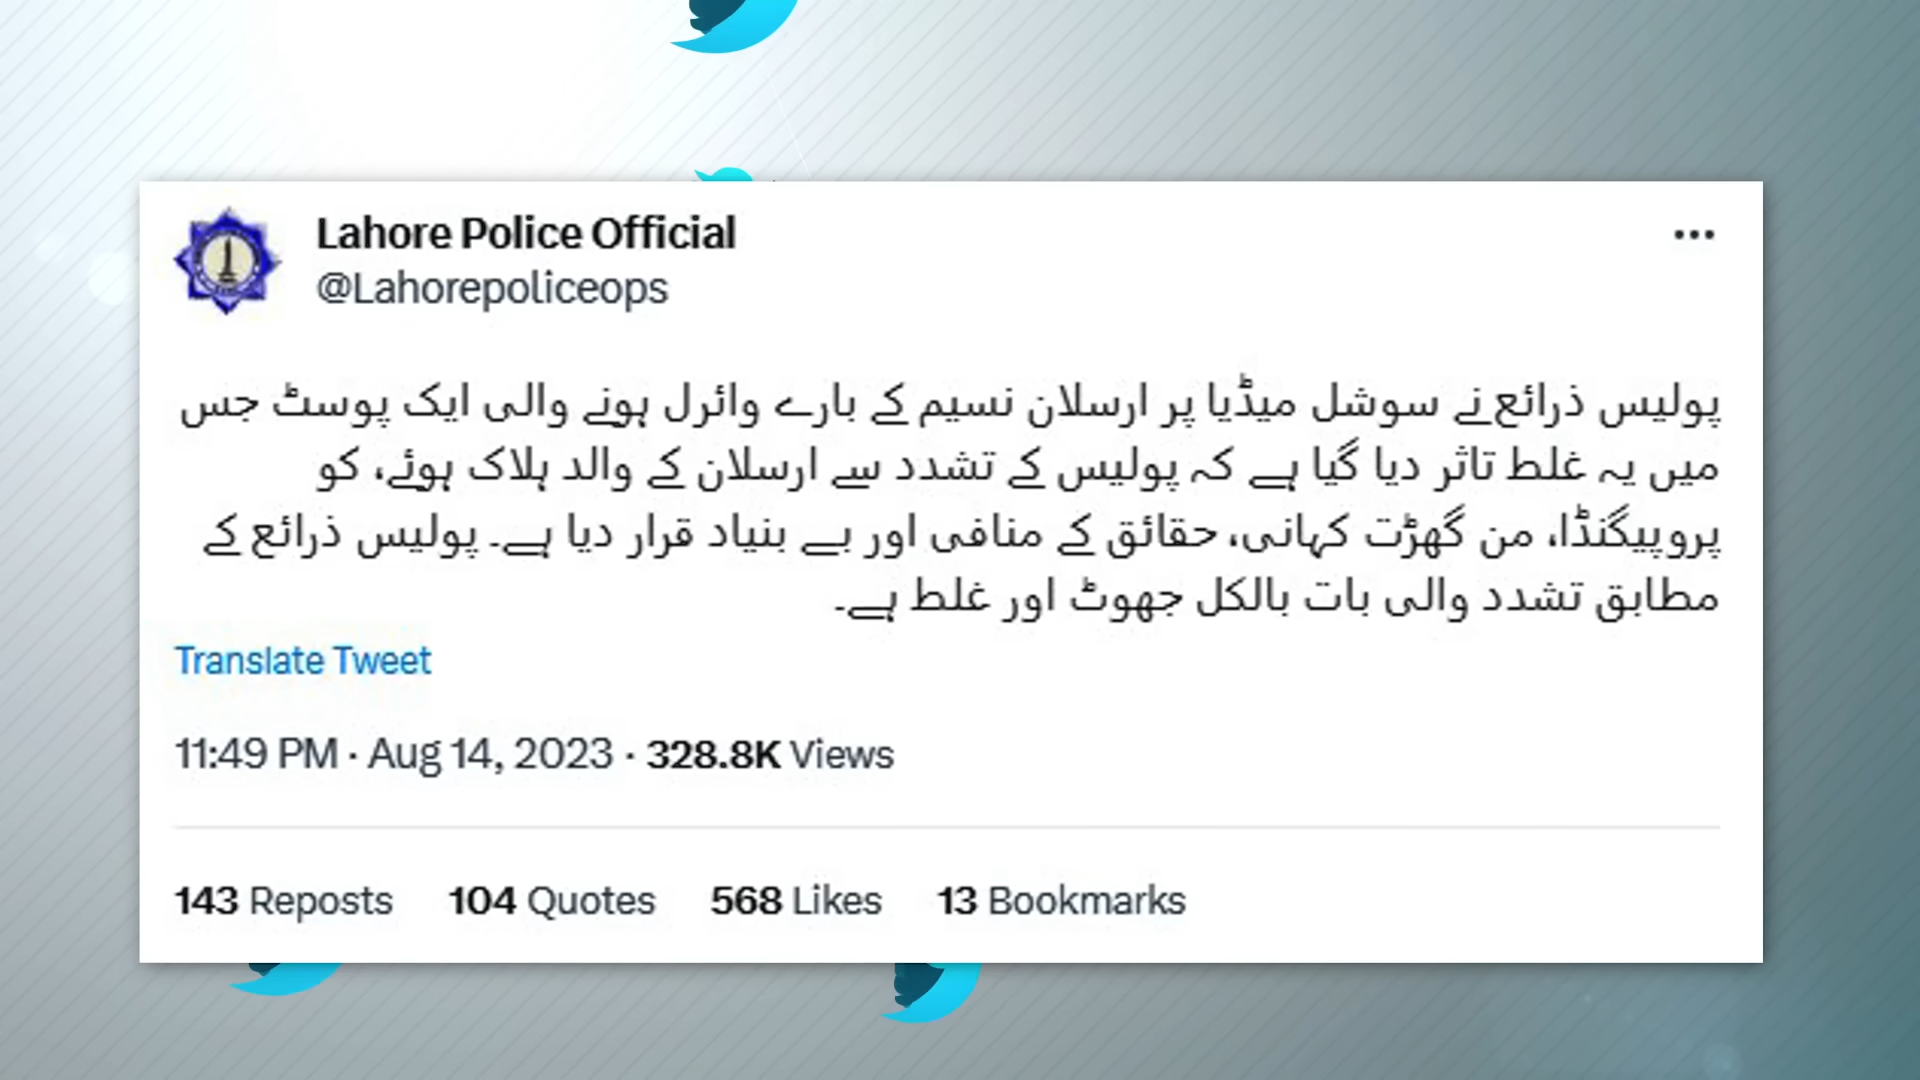 Lahore Police Official
@Lahorepoliceops
پولیس ذرائع نے سوشل میڈیا پر ارسلان نسیم کے بارے وائرل ہونے والی ایک پوسٹ جس
میں یہ غلط تاثر دیا گیا ہے کہ پولیس کے تشدد سے ارسلان کے والد ہلاک ہوئے، کو
پروپیگنڈا، من گھڑت کہانی، حقائق کے منافی اور بے بنیاد قرار دیا ہے۔ پولیس ذرائع کے
مطابق تشدد والی بات بالکل جھوٹ اور غلط ہے۔
Translate Tweet
11:49 PM · Aug 14, 2023 · 328.8K Views
143 Reposts 104 Quotes 568 Likes 13 Bookmarks